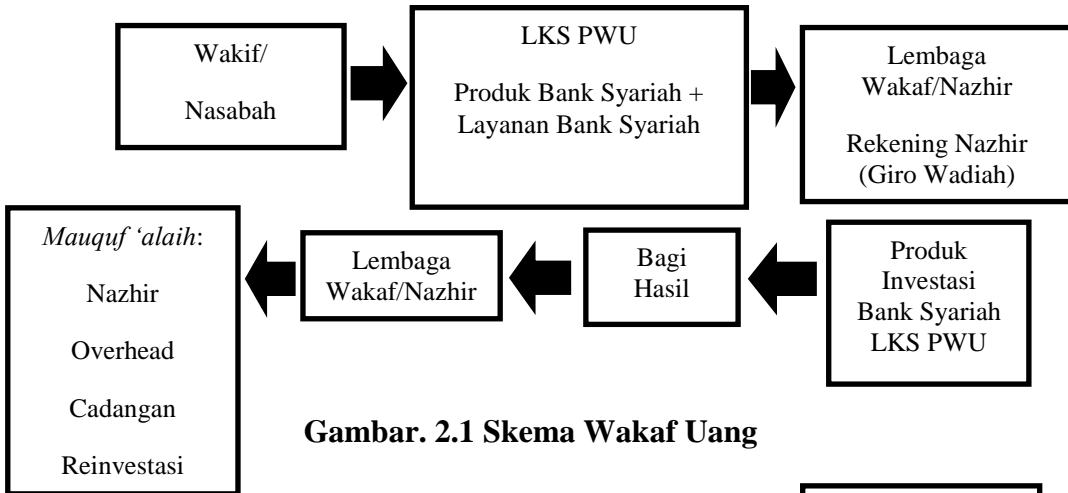 Wakif/
Nasabah
LKS PWU
Produk Bank Syariah +
Layanan Bank Syariah
Lembaga
Wakaf/Nazhir
Rekening Nazhir
(Giro Wadiah)
Produk
Investasi
Bank Syariah
LKS PWU
Bagi
Hasil
Lembaga
Wakaf/Nazhir
Mauquf ‘alaih:
Nazhir
Overhead
Cadangan
Reinvestasi
Gambar. 2.1 Skema Wakaf Uang